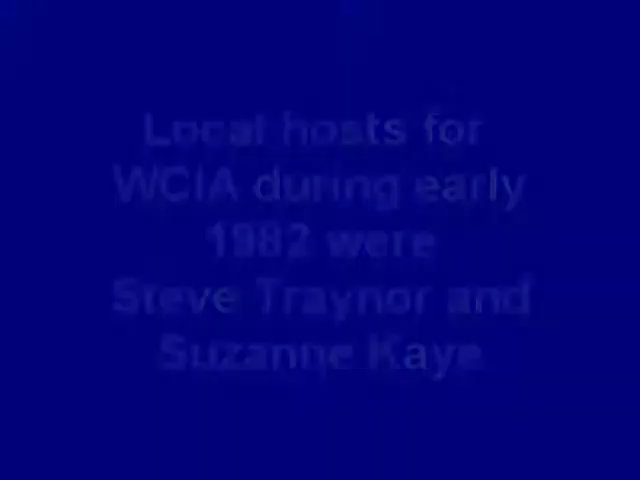 Local hosts for
WCIA during early
1982 were
Steve Traynor and
Suzanne Kaye